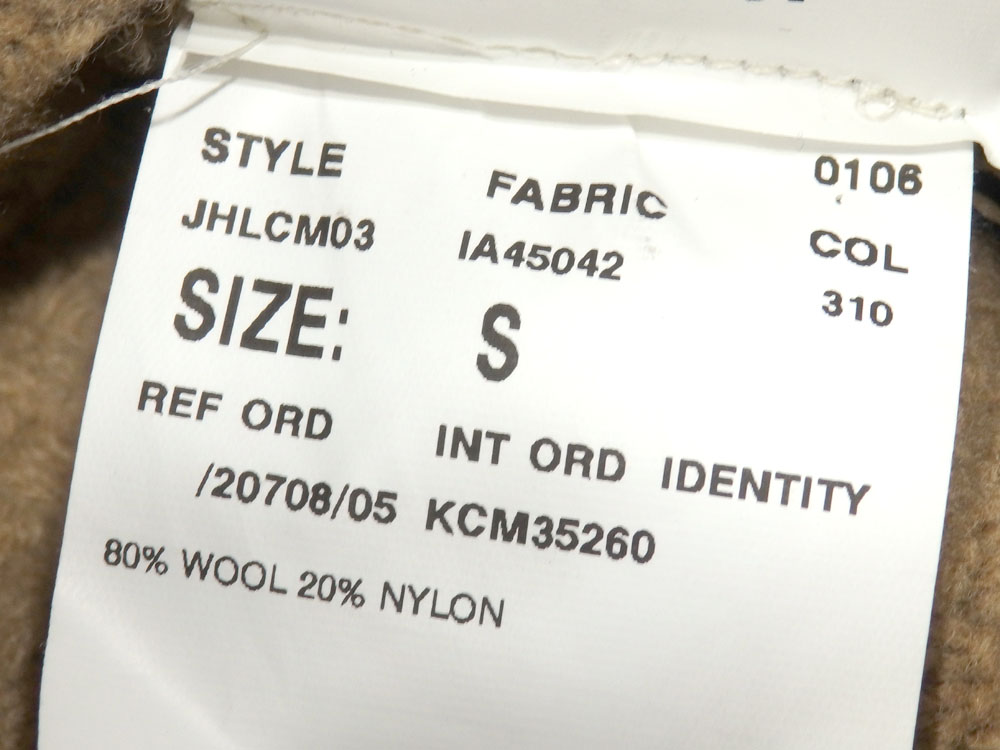 STYLE FABRIC 0106
JHLCM03 IA45042 COL
310
SIZE: S
REF ORD INT ORD IDENTITY
/20708/05 KCM35260
80% WOOL 20% NYLON